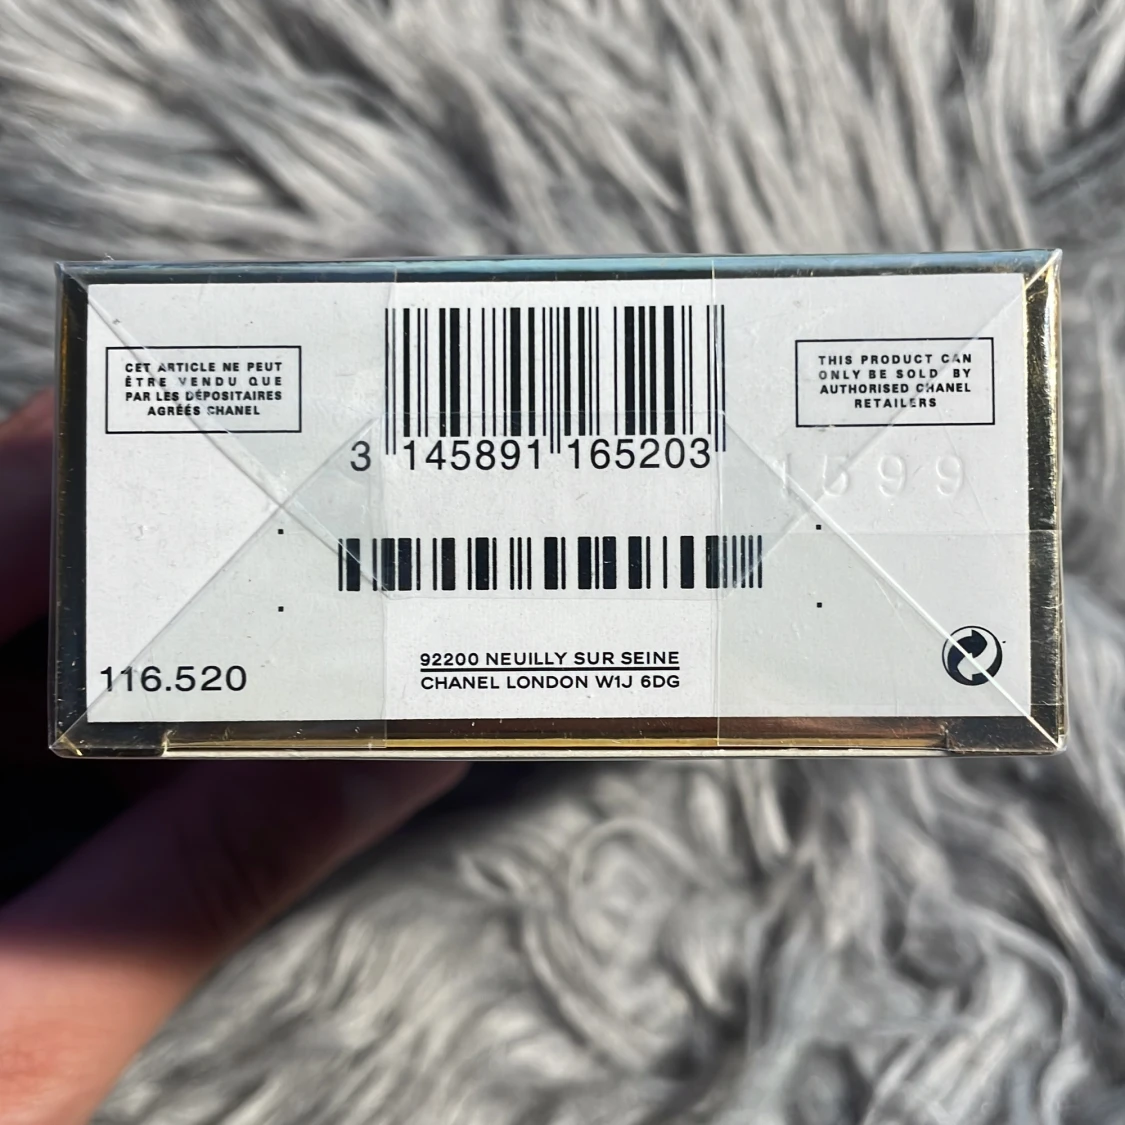 CET ARTICLE NE PEUT
ÊTRE VENDU QUE
PAR LES DÉPOSITAIRES
AGRÉÉS CHANEL
THIS PRODUCT CAN
ONLY BE SOLD BY
AUTHORISED CHANEL
RETAILERS
3 145891 165203
1599
116.520
92200 NEUILLY SUR SEINE
CHANEL LONDON W1J 6DG